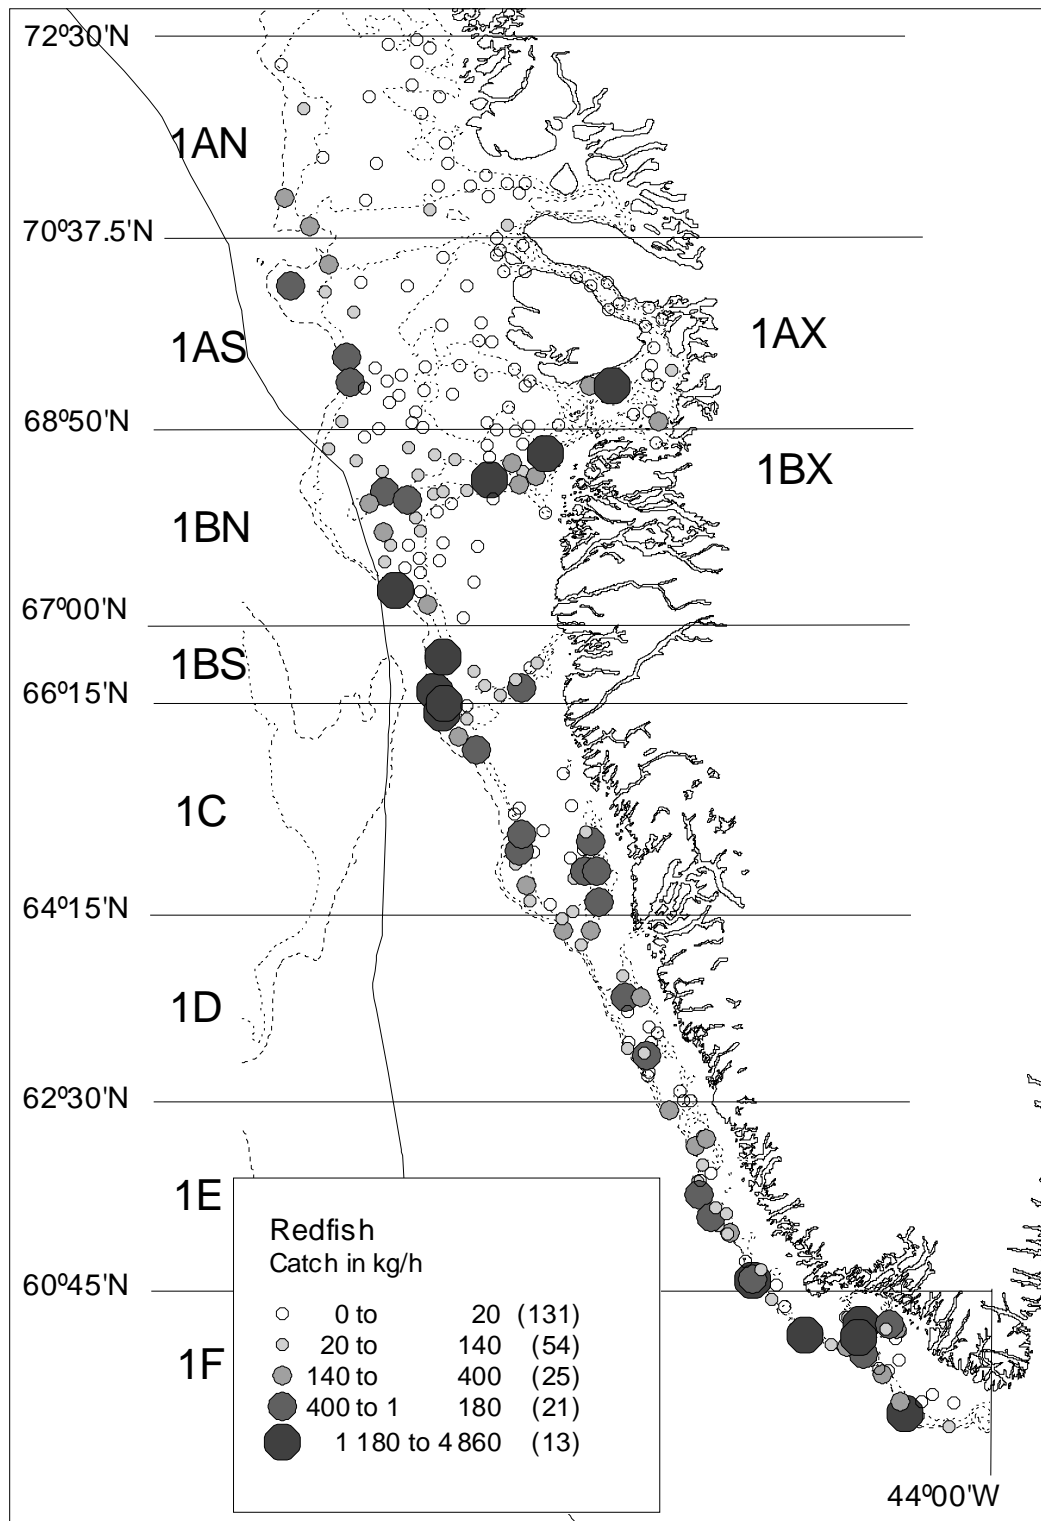 72º30'N
1AN
70º37.5'N
1AS
1AX
68º50'N
1BX
1BN
67º00'N
1BS
66º15'N
1C
64º15'N
1D
62º30'N
1E
Redfish
Catch in kg/h
60º45'N
0 to 20 (131)
20 to 140 (54)
1F
140 to 400 (25)
400 to 1 180 (21)
1 180 to 4 860 (13)
44º00'W